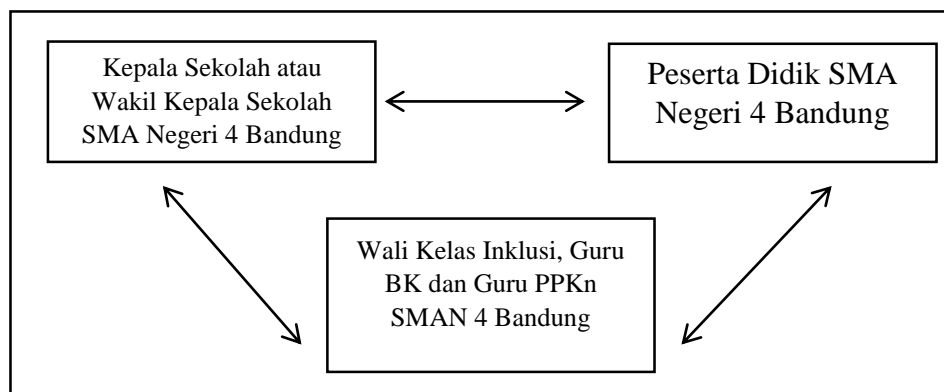 Kepala Sekolah atau
Wakil Kepala Sekolah
SMA Negeri 4 Bandung
Peserta Didik SMA
Negeri 4 Bandung
Wali Kelas Inklusi, Guru
BK dan Guru PPKn
SMAN 4 Bandung